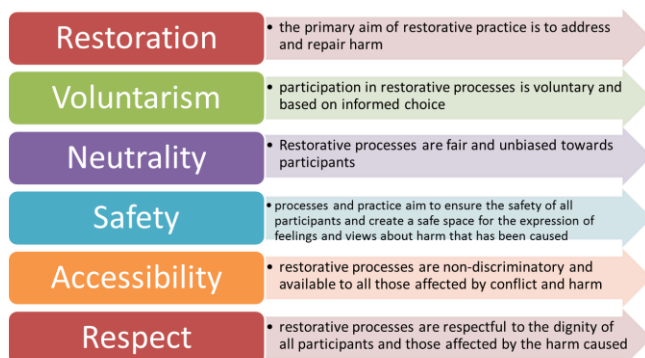 Restoration
• the primary aim of restorative practice is to address
and repair harm
Voluntarism
• participation in restorative processes is voluntary and
based on informed choice
Neutrality
• Restorative processes are fair and unbiased towards
participants
Safety
• processes and practice aim to ensure the safety of all
participants and create a safe space for the expression of
feelings and views about harm that has been caused
Accessibility
• restorative processes are non-discriminatory and
available to all those affected by conflict and harm
Respect
• restorative processes are respectful to the dignity of
all participants and those affected by the harm caused